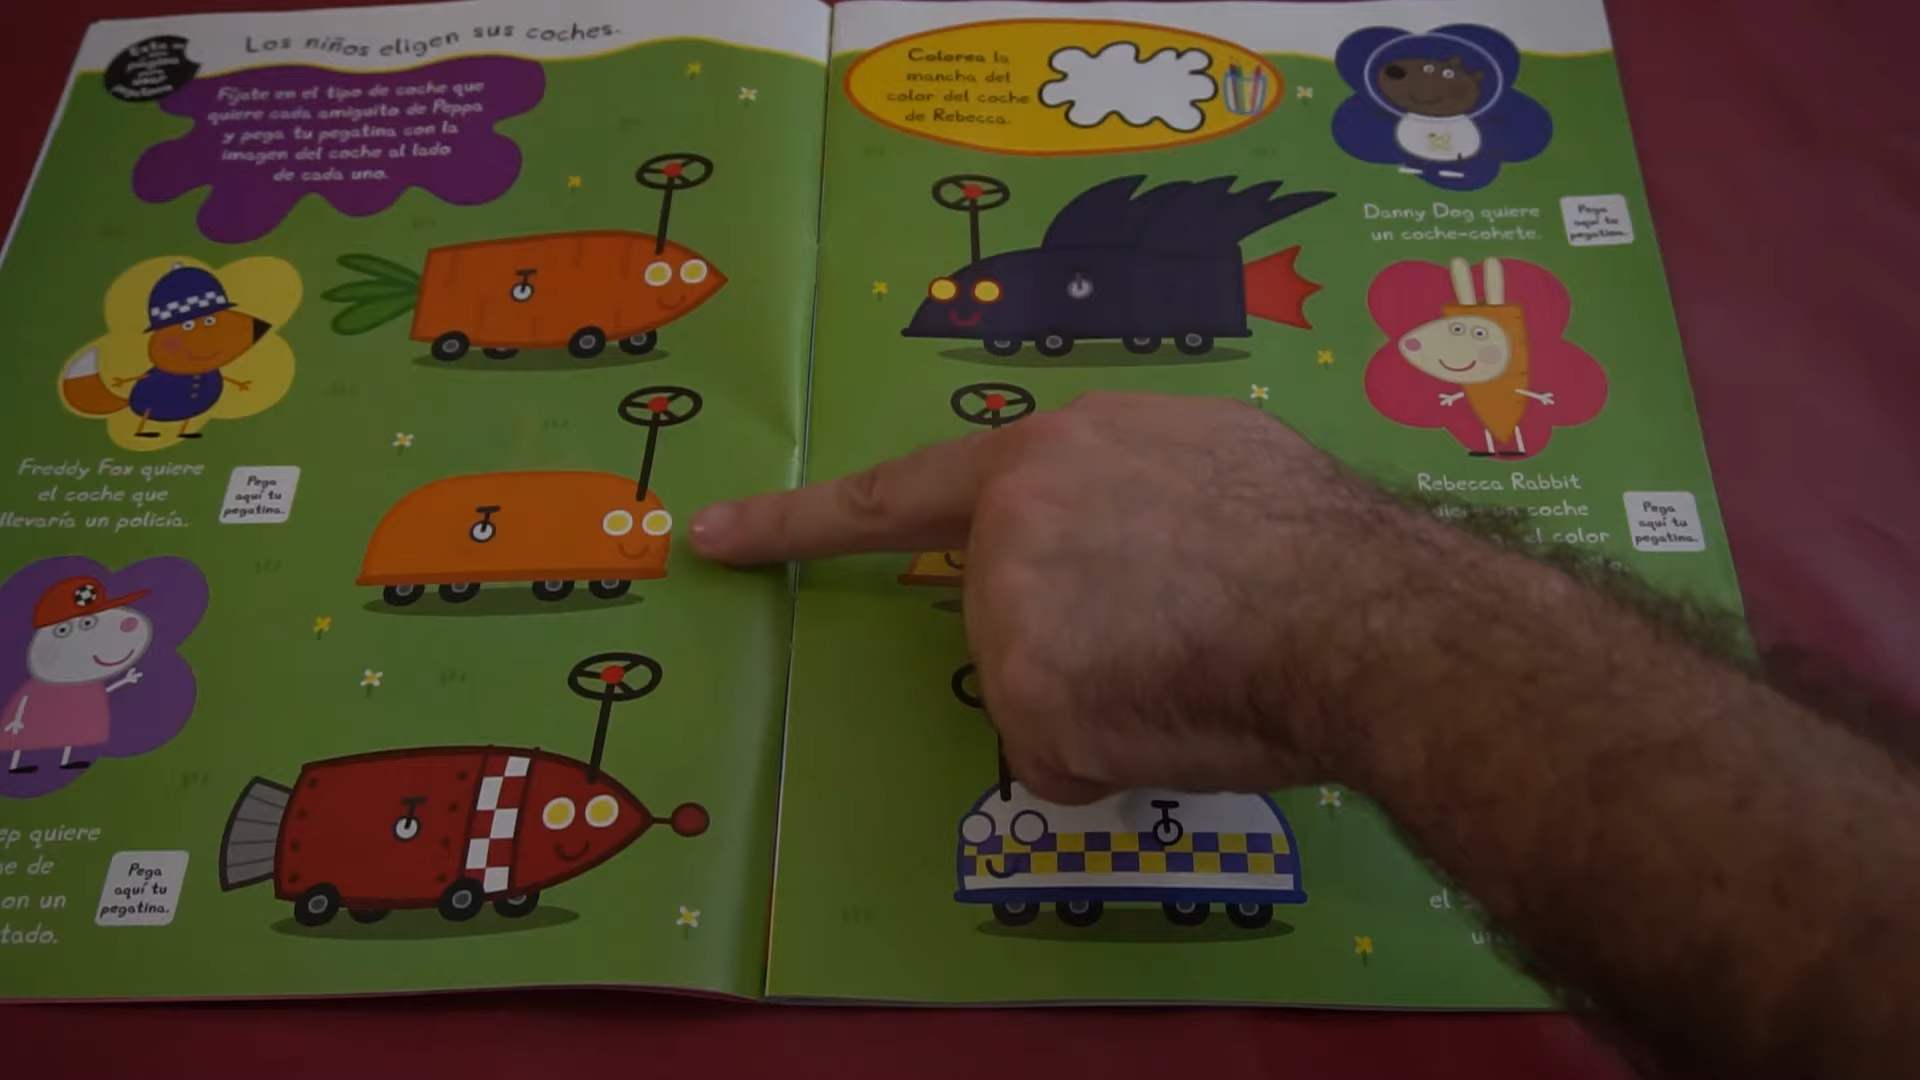 Los niños eligen sus coches.
Fíjate en el tipo de coche que
quiere cada amiguito de Peppa
y pega tu pegatina con la
imagen del coche al lado
de cada uno.
Freddy Fox quiere
el coche que
llevaría un policía.
Pega
aquí tu
pegatina.
ep quiere
de
on un
tado.
Pega
aquí tu
pegatina.
Colorea la
mancha del
color del coche
de Rebecca.
Danny Dog quiere
un coche-cohete.
Pega
aquí tu
pegatina.
Rebecca Rabbit
un coche
el color
Pega
aquí tu
pegatina.
el